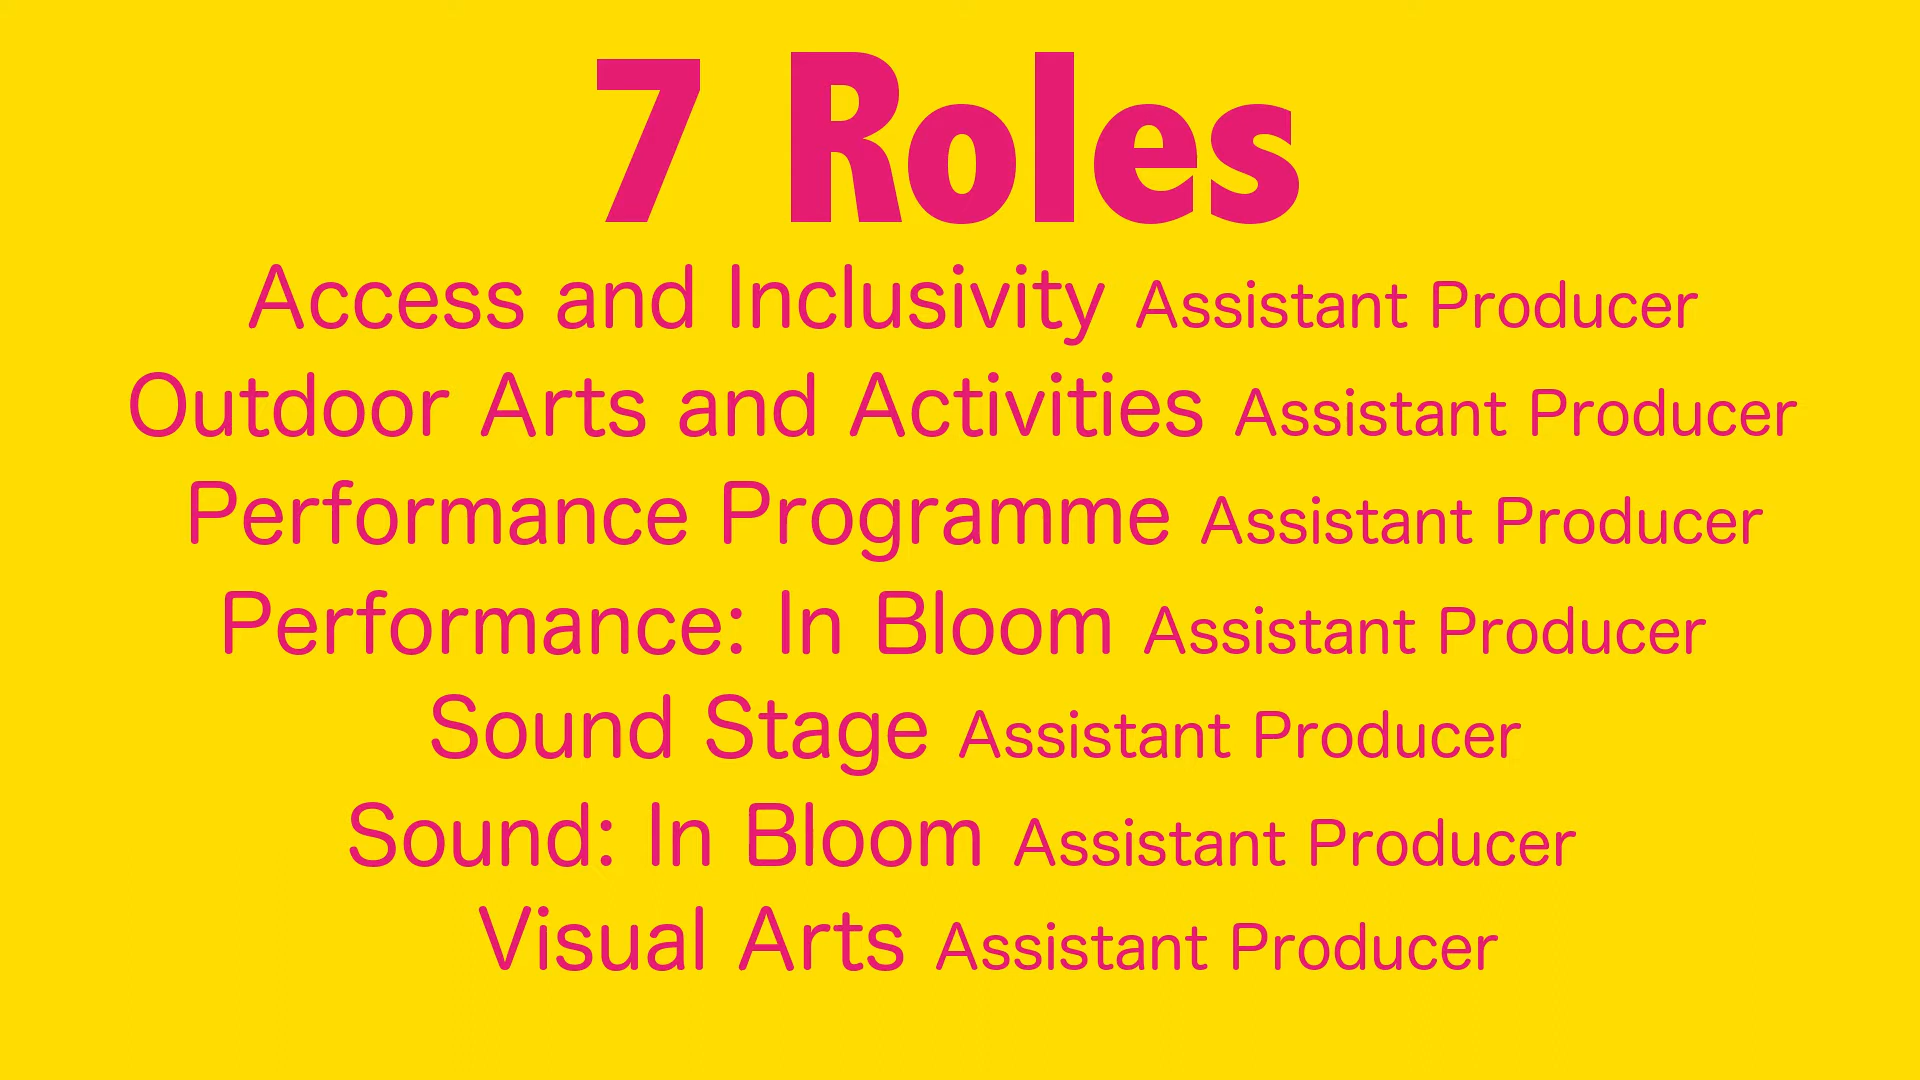 7 Roles
Access and Inclusivity Assistant Producer
Outdoor Arts and Activities Assistant Producer
Performance Programme Assistant Producer
Performance: In Bloom Assistant Producer
Sound Stage Assistant Producer
Sound: In Bloom Assistant Producer
Visual Arts Assistant Producer